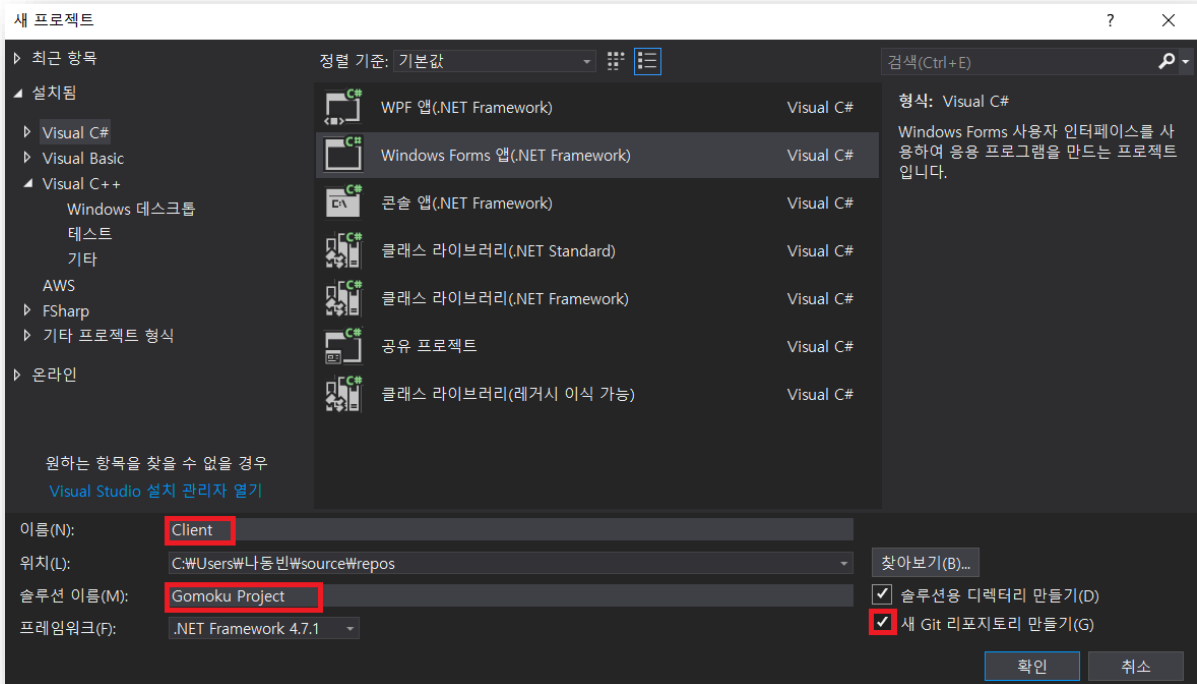 새 프로젝트
최근 항목
설치됨
Visual C#
Visual Basic
Visual C++
Windows 데스크톱
테스트
기타
AWS
FSharp
기타 프로젝트 형식
온라인
원하는 항목을 찾을 수 없을 경우
Visual Studio 설치 관리자 열기
정렬 기준: 기본값
WPF 앱(.NET Framework) Visual C#
Windows Forms 앱(.NET Framework) Visual C#
콘솔 앱(.NET Framework) Visual C#
클래스 라이브러리(.NET Standard) Visual C#
클래스 라이브러리(.NET Framework) Visual C#
공유 프로젝트 Visual C#
클래스 라이브러리(레거시 이식 가능) Visual C#
검색(Ctrl+E)
형식: Visual C#
Windows Forms 사용자 인터페이스를 사
용하여 응용 프로그램을 만드는 프로젝트
입니다.
이름(N): Client
위치(L): C:₩Users₩나동빈₩source₩repos 찾아보기(B)...
솔루션 이름(M): Gomoku Project 솔루션용 디렉터리 만들기(D)
프레임워크(F): .NET Framework 4.7.1 새 Git 리포지토리 만들기(G)
확인 취소